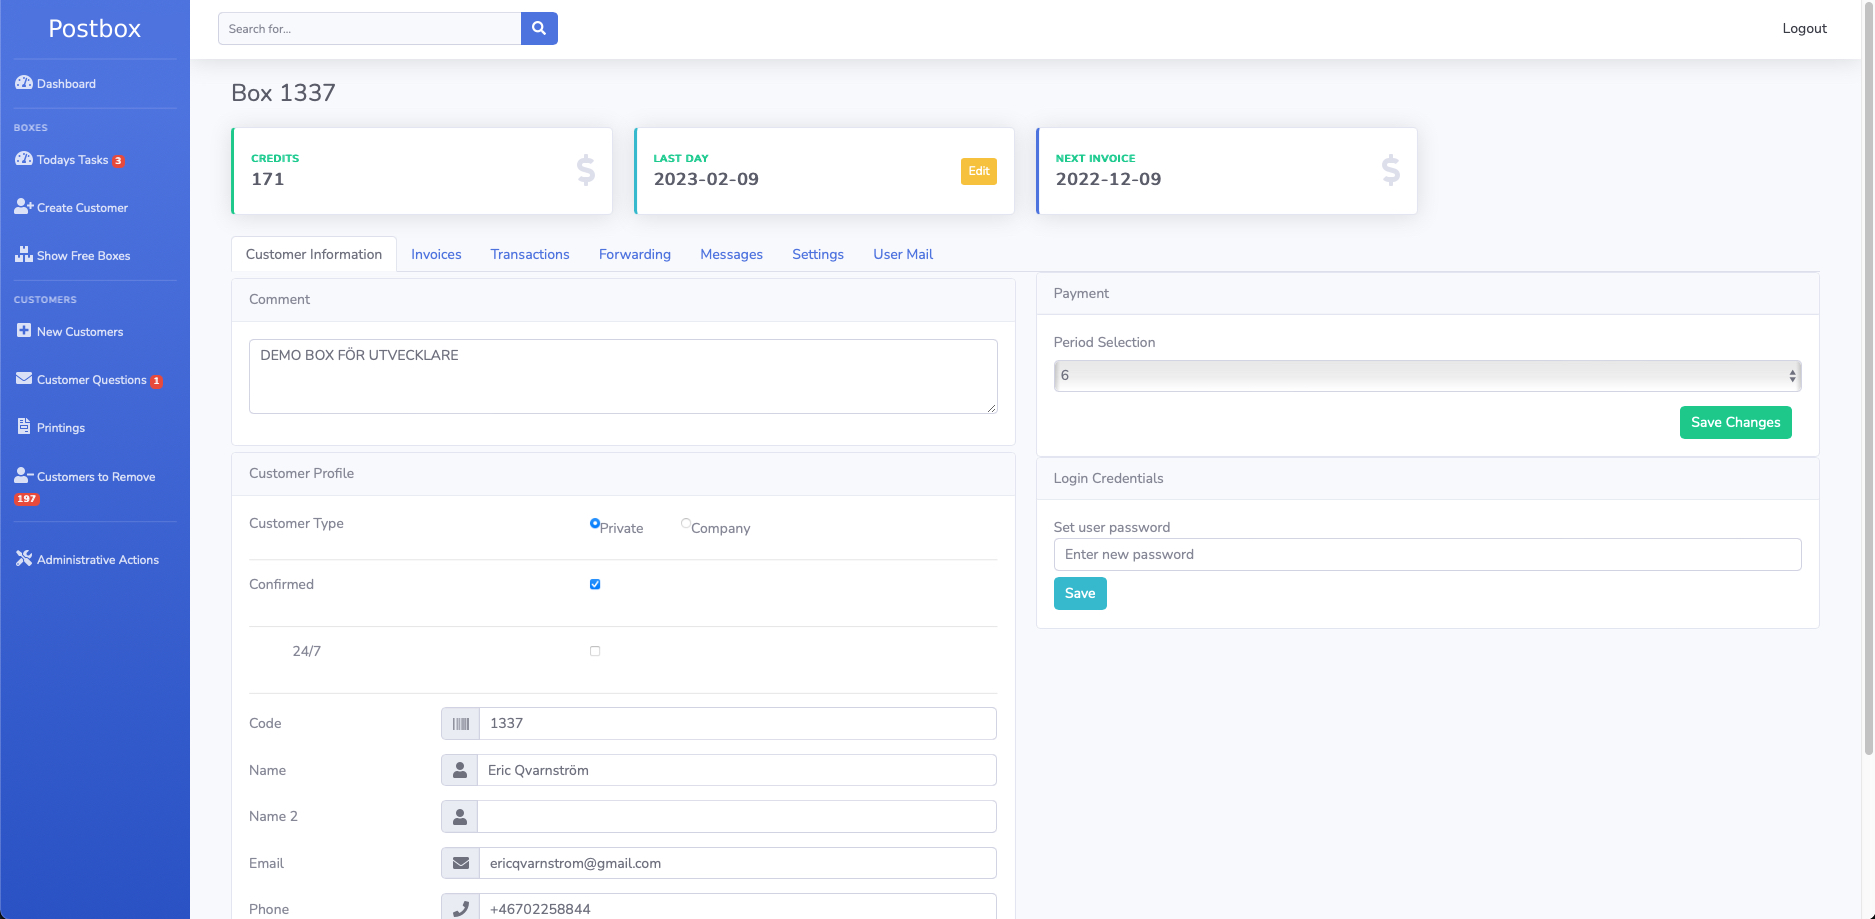 Postbox
Dashboard
BOXES
Todays Tasks 3
Create Customer
Show Free Boxes
CUSTOMERS
New Customers
Customer Questions 1
Printings
Customers to Remove
197
Administrative Actions
Search for...
Logout
Box 1337
CREDITS
171
LAST DAY
2023-02-09
Edit
NEXT INVOICE
2022-12-09
Customer Information Invoices Transactions Forwarding Messages Settings User Mail
Comment
DEMO BOX FÖR UTVECKLARE
Customer Profile
Customer Type Private Company
Confirmed
24/7
Code 1337
Name Eric Qvarnström
Name 2
Email ericqvarnstrom@gmail.com
Phone +46702258844
Payment
Period Selection
6
Save Changes
Login Credentials
Set user password
Enter new password
Save